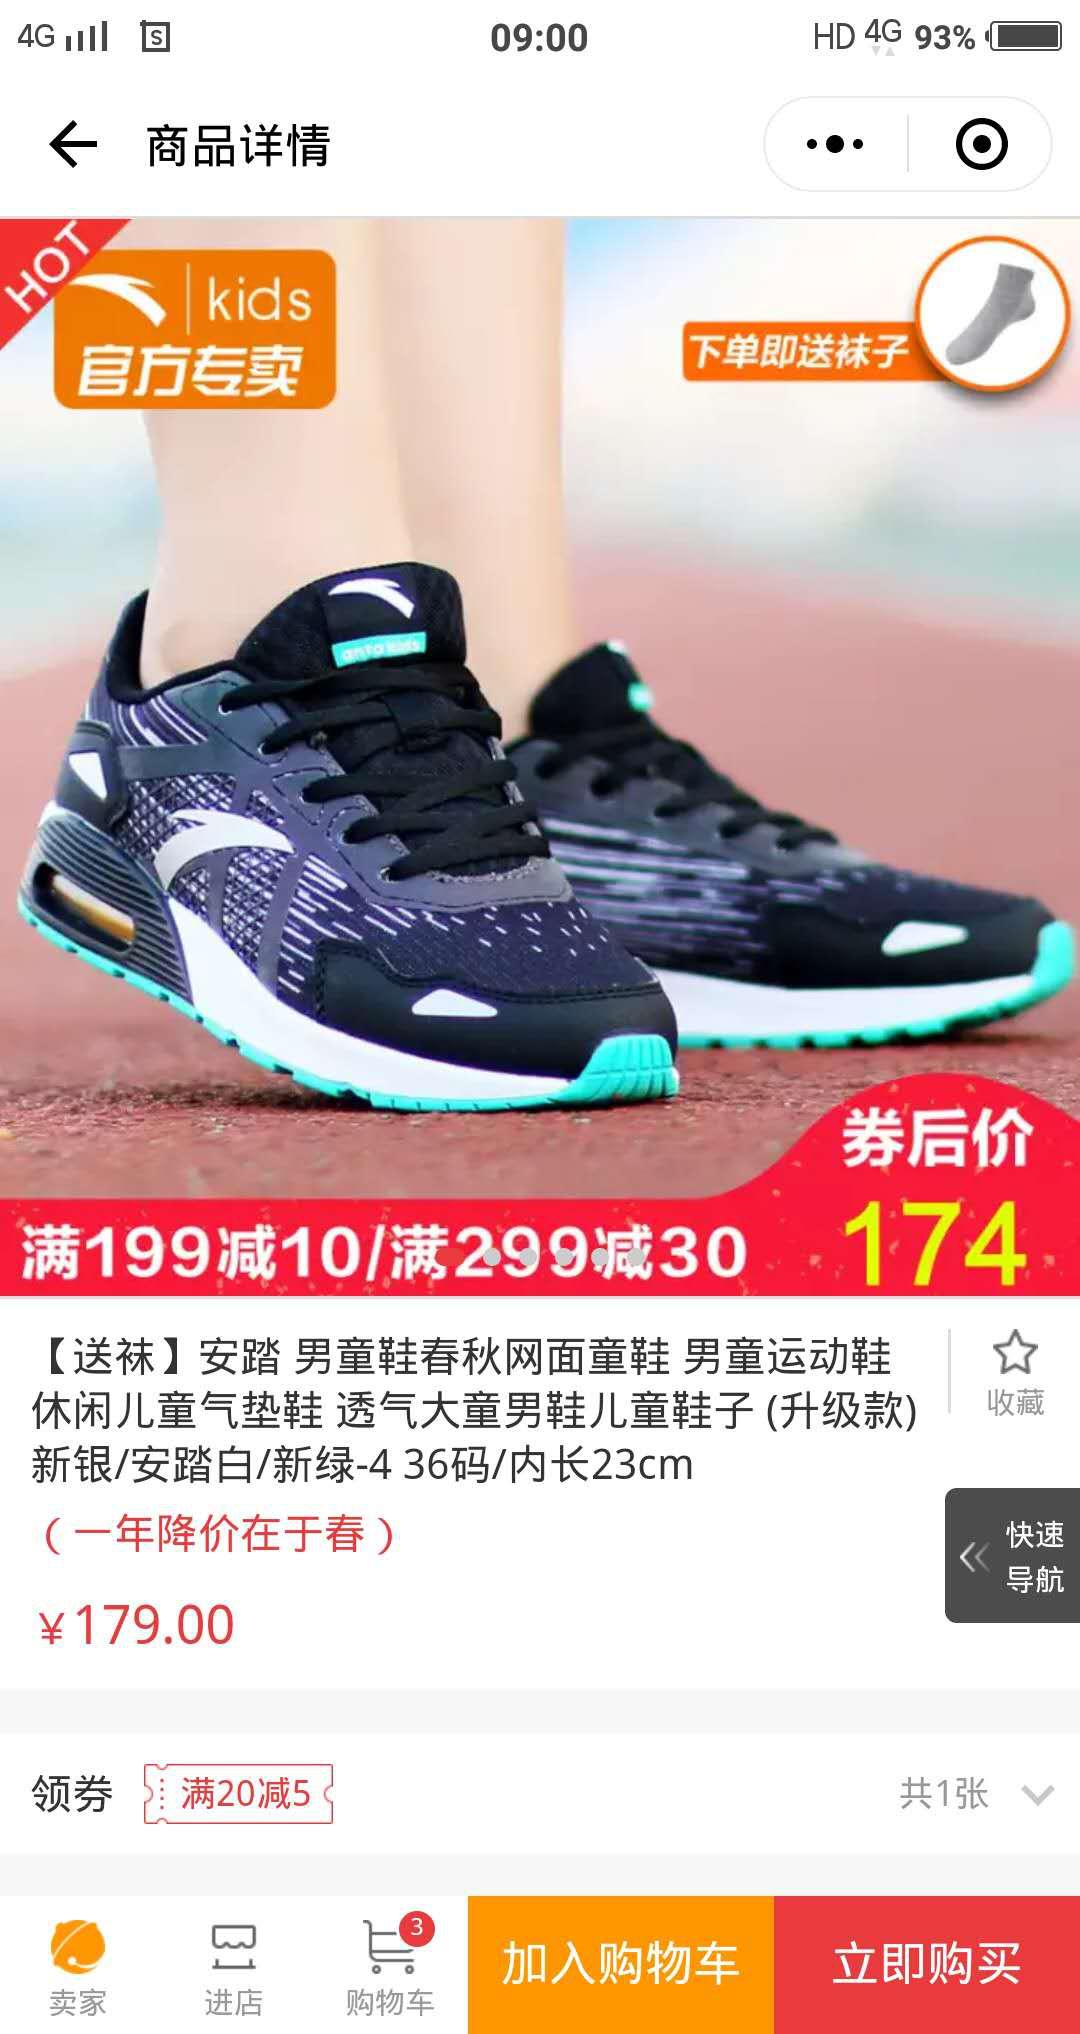 4G
S
09:00
HD 4G 93%
商品详情
HOT
kids
官方专卖
下单即送袜子
anta kids
券后价
满199减10/满299减30
174
【送袜】安踏 男童鞋春秋网面童鞋 男童运动鞋
休闲儿童气垫鞋 透气大童男鞋儿童鞋子 (升级款)
新银/安踏白/新绿-4 36码/内长23cm
收藏
（一年降价在于春）
快速
导航
¥179.00
领券
满20减5
共1张
卖家
进店
3
购物车
加入购物车
立即购买